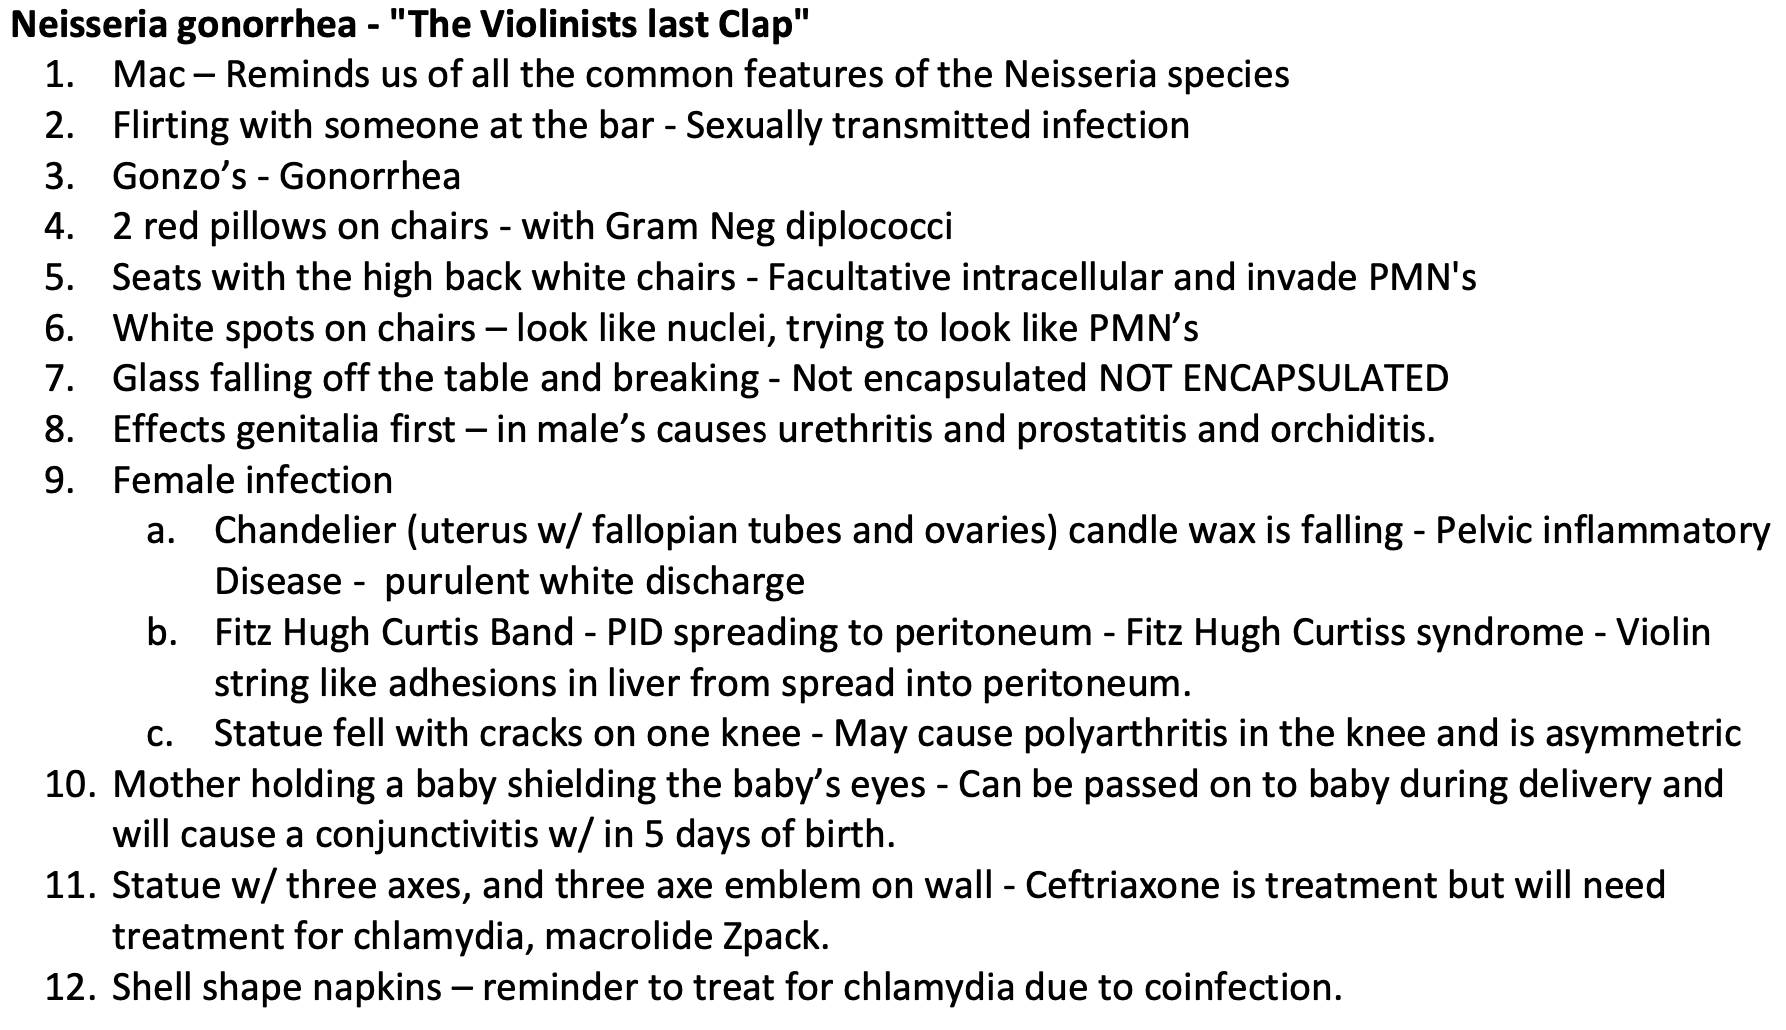 Neisseria gonorrhea - "The Violinists last Clap"
1. Mac – Reminds us of all the common features of the Neisseria species
2. Flirting with someone at the bar - Sexually transmitted infection
3. Gonzo’s - Gonorrhea
4. 2 red pillows on chairs - with Gram Neg diplococci
5. Seats with the high back white chairs - Facultative intracellular and invade PMN's
6. White spots on chairs – look like nuclei, trying to look like PMN’s
7. Glass falling off the table and breaking - Not encapsulated NOT ENCAPSULATED
8. Effects genitalia first – in male’s causes urethritis and prostatitis and orchiditis.
9. Female infection
a. Chandelier (uterus w/ fallopian tubes and ovaries) candle wax is falling - Pelvic inflammatory
Disease -  purulent white discharge
b. Fitz Hugh Curtis Band - PID spreading to peritoneum - Fitz Hugh Curtiss syndrome - Violin
string like adhesions in liver from spread into peritoneum.
c. Statue fell with cracks on one knee - May cause polyarthritis in the knee and is asymmetric
10. Mother holding a baby shielding the baby’s eyes - Can be passed on to baby during delivery and
will cause a conjunctivitis w/ in 5 days of birth.
11. Statue w/ three axes, and three axe emblem on wall - Ceftriaxone is treatment but will need
treatment for chlamydia, macrolide Zpack.
12. Shell shape napkins – reminder to treat for chlamydia due to coinfection.